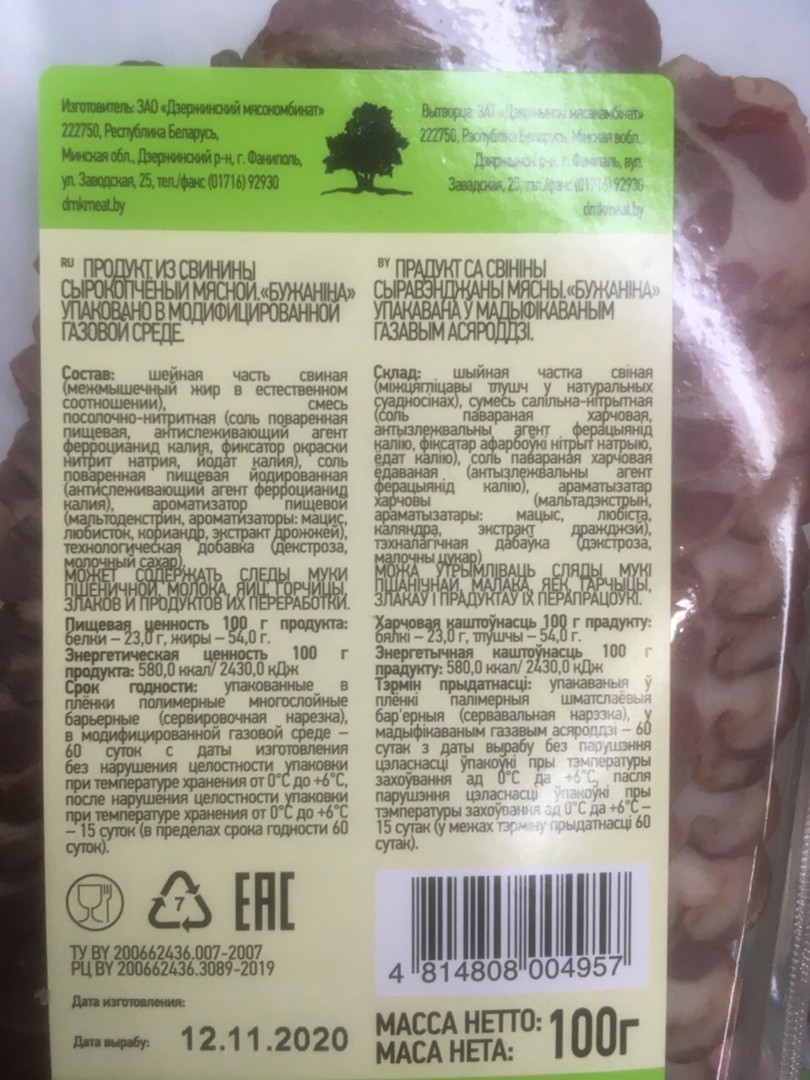 Изготовитель: ЗАО «Дзержинский мясокомбинат»
222750, Республика Беларусь,
Минская обл., Дзержинский р-н, г. Фаниполь,
ул. Заводская, 25, тел./факс (01716) 92930
dmkmeat.by
Вытворца: ЗАТ «Дзяржынскі мясакамбінат»
222750, Рэспубліка Беларусь, Мінская вобл.,
Дзяржынскі р-н, г. Фаніпаль, вул.
Завадская, 25, тэл./факс (01716) 92930
dmkmeat.by
RU ПРОДУКТ ИЗ СВИНИНЫ
СЫРОКОПЧЁНЫЙ МЯСНОЙ.«БУЖАНІНА»
УПАКОВАНО В МОДИФИЦИРОВАННОЙ
ГАЗОВОЙ СРЕДЕ.
Состав: шейная часть свиная
(межмышечный жир в естественном
соотношении), смесь
посолочно-нитритная (соль поваренная
пищевая, антислеживающий агент
ферроцианид калия, фиксатор окраски
нитрит натрия, йодат калия), соль
поваренная пищевая йодированная
(антислеживающий агент ферроцианид
калия), ароматизатор пищевой
(мальтодекстрин, ароматизаторы: мацис,
любисток, кориандр, экстракт дрожжей),
технологическая добавка (декстроза,
молочный сахар).
МОЖЕТ СОДЕРЖАТЬ СЛЕДЫ МУКИ
ПШЕНИЧНОЙ, МОЛОКА, ЯИЦ, ГОРЧИЦЫ,
ЗЛАКОВ И ПРОДУКТОВ ИХ ПЕРЕРАБОТКИ.
Пищевая ценность 100 г продукта:
белки – 23,0 г, жиры – 54,0 г.
Энергетическая ценность 100 г
продукта: 580,0 ккал/ 2430,0 кДж
Срок годности: упакованные в
плёнки полимерные многослойные
барьерные (сервировочная нарезка),
в модифицированной газовой среде –
60 суток с даты изготовления
без нарушения целостности упаковки
при температуре хранения от 0°С до +6°С,
после нарушения целостности упаковки
при температуре хранения от 0°С до +6°С
– 15 суток (в пределах срока годности 60
суток).
BY ПРАДУКТ СА СВІНІНЫ
СЫРАВЭНДЖАНЫ МЯСНЫ.«БУЖАНІНА»
УПАКАВАНА Ў МАДЫФІКАВАНЫМ
ГАЗАВЫМ АСЯРОДДЗІ.
Склад: шыйная частка свіная
(міжцягліцавы тлушч у натуральных
суадносінах), сумесь салільна-нітрытная
(соль павараная харчовая,
антызлежвальны агент ферацыянід
калію, фіксатар афарбоўкі нітрыт натрыю,
ёдат калію), соль павараная харчовая
ёдаваная (антызлежвальны агент
ферацыянід калію), араматызатар
харчовы (мальтадэкстрын,
араматызатары: мацыс, любіста,
каляндра, экстракт дражджэй),
тэхналагічная дабаўка (дэкстроза,
малочны цукар)
МОЖА ЎТРЫМЛІВАЦЬ СЛЯДЫ МУКІ
ПШАНІЧНАЙ, МАЛАКА, ЯЕК, ГАРЧЫЦЫ,
ЗЛАКАЎ І ПРАДУКТАЎ ІХ ПЕРАПРАЦОЎКІ.
Харчовая каштоўнасць 100 г прадукту:
бялкі – 23,0 г, тлушчы – 54,0 г.
Энергетычная каштоўнасць 100 г
прадукту: 580,0 ккал/ 2430,0 кДж
Тэрмін прыдатнасці: упакаваныя ў
плёнкі палімерныя шматслаёвыя
бар'ерныя (серваваль­ная нарэзка), у
мадыфікаваным газавым асяроддзі – 60
сутак з даты вырабу без парушэння
цэласнасці ўпакоўкі пры тэмпературы
захоўвання ад 0°С да +6°С, пасля
парушэння цэласнасці ўпакоўкі пры
тэмпературы захоўвання ад 0°С да +6°С –
15 сутак (у межах тэрміну прыдатнасці 60
сутак).
7
EAC
ТУ BY 200662436.007-2007
РЦ BY 200662436.3089-2019
Дата изготовления:
Дата вырабу: 12.11.2020
4 814808 004957
МАССА НЕТТО:
МАСА НЕТА: 100г